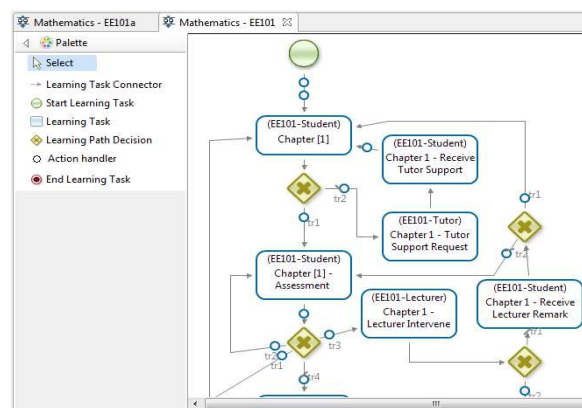 Mathematics - EE101a
Mathematics - EE101
Palette
Select
Learning Task Connector
Start Learning Task
Learning Task
Learning Path Decision
Action handler
End Learning Task
(EE101-Student)
Chapter [1]
(EE101-Student)
Chapter 1 - Receive
Tutor Support
tr2
tr1
(EE101-Tutor)
Chapter 1 - Tutor
Support Request
tr1
tr2
(EE101-Student)
Chapter [1] -
Assessment
(EE101-Lecturer)
Chapter 1 -
Lecturer Intervene
(EE101-Student)
Chapter 1 - Receive
Lecturer Remark
tr2
tr1
tr3
tr4
tr1
tr2